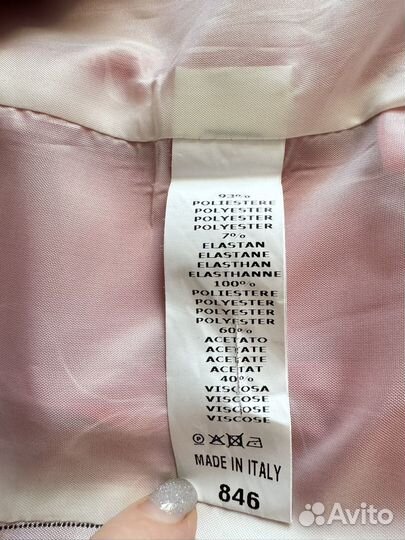 93%
POLIESTERE
POLYESTER
POLYESTER
POLYESTER
7%
ELASTAN
ELASTANE
ELASTHAN
ELASTHANNE
100%
POLIESTERE
POLYESTER
POLYESTER
POLYESTER
60%
ACETATO
ACETATE
ACETATE
ACETAT
40%
VISCOSA
VISCOSE
VISCOSE
VISCOSE
MADE IN ITALY
846
Avito